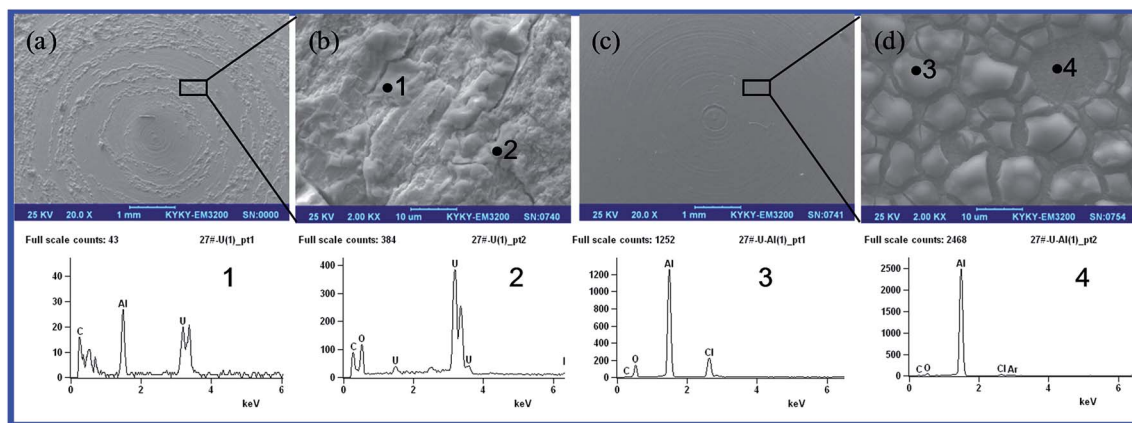 (a) (b) (c) (d)
1 2 3 4
25 KV 20.0 X 1 mm KYKY-EM3200 SN:0000
25 KV 2.00 KX 10 um KYKY-EM3200 SN:0740
25 KV 20.0 X 1 mm KYKY-EM3200 SN:0741
25 KV 2.00 KX 10 um KYKY-EM3200 SN:0754
Full scale counts: 43 27#-U(1)_pt1
1
40
30
20
10
0
C Al U
0 2 4 6
keV
Full scale counts: 384 27#-U(1)_pt2
2
400
300
200
100
0
C O U U U
0 2 4 6
keV
Full scale counts: 1252 27#-U-Al(1)_pt1
3
1200
1000
800
600
400
200
0
C O Al Cl
0 2 4 6
keV
Full scale counts: 2468 27#-U-Al(1)_pt2
4
2500
2000
1500
1000
500
0
C O Al Cl Ar
0 2 4 6
keV